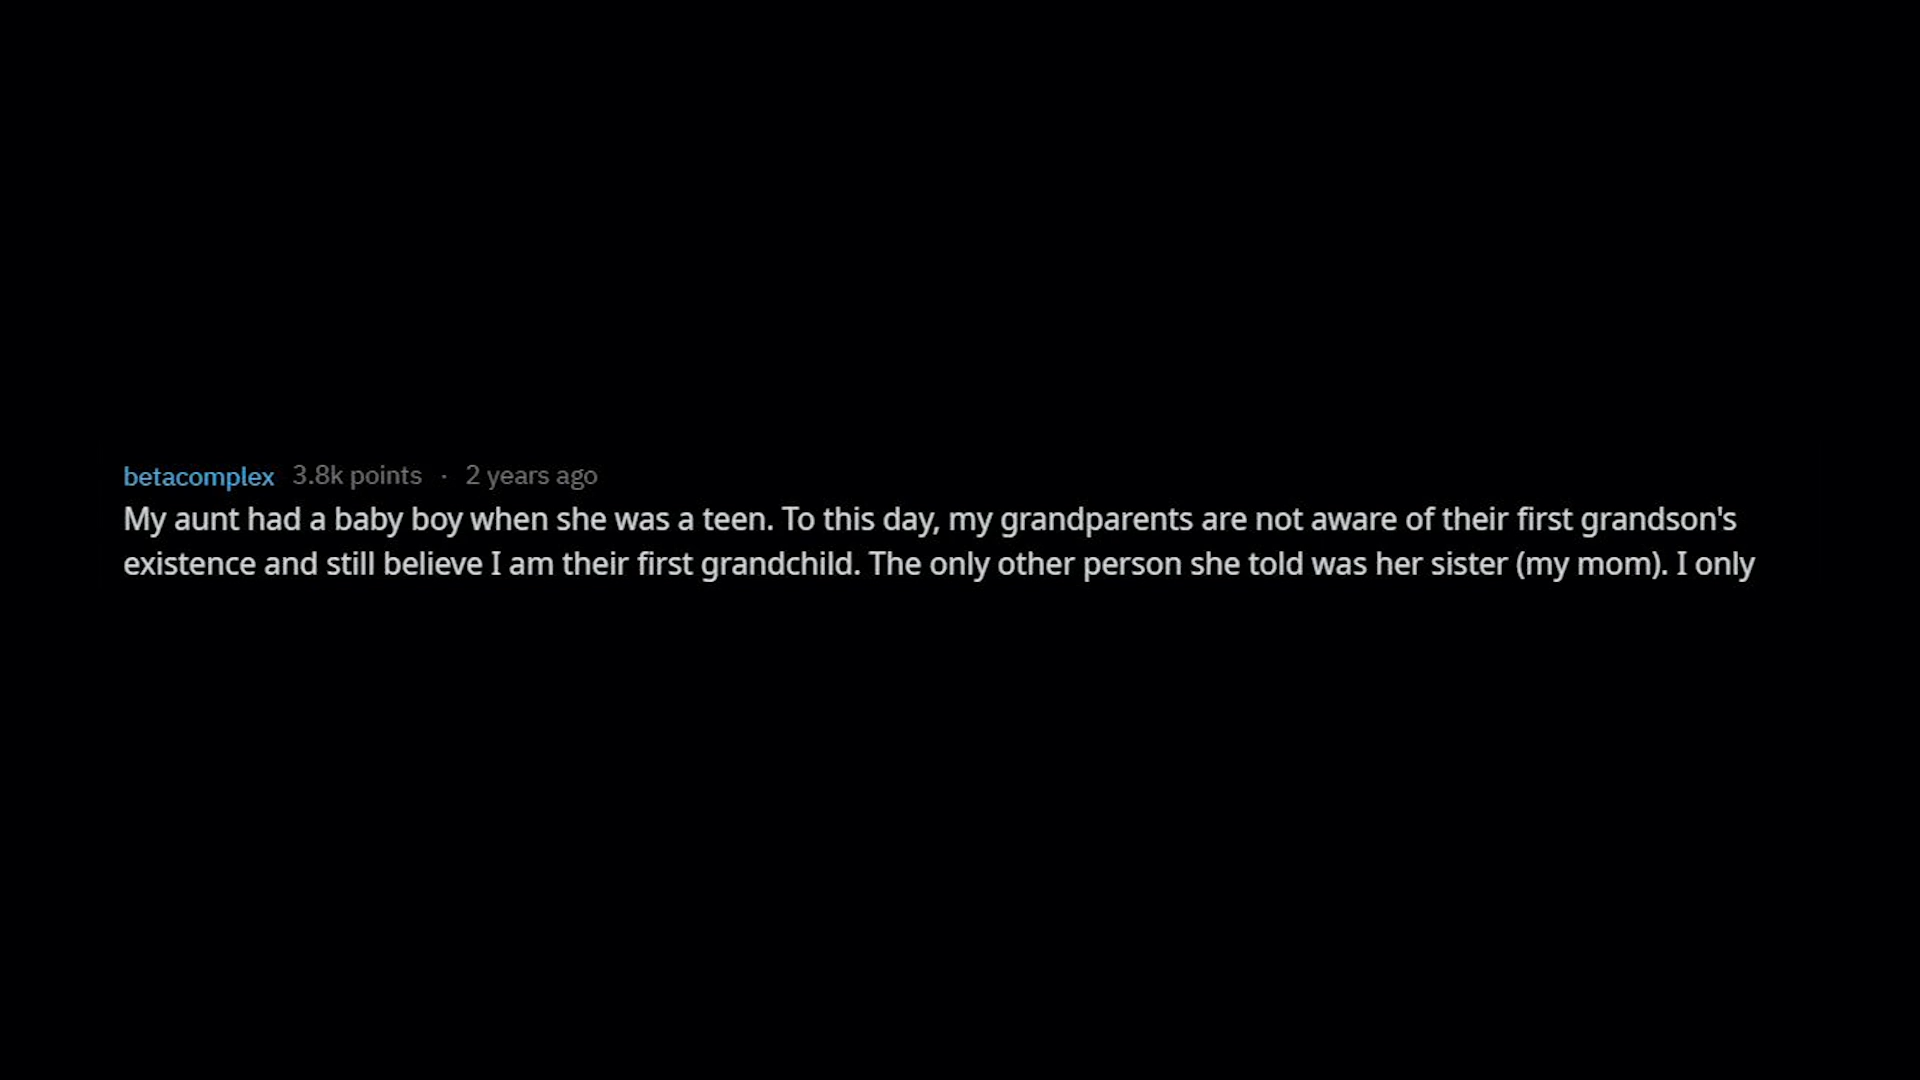 betacomplex 3.8k points · 2 years ago
My aunt had a baby boy when she was a teen. To this day, my grandparents are not aware of their first grandson's
existence and still believe I am their first grandchild. The only other person she told was her sister (my mom). I only